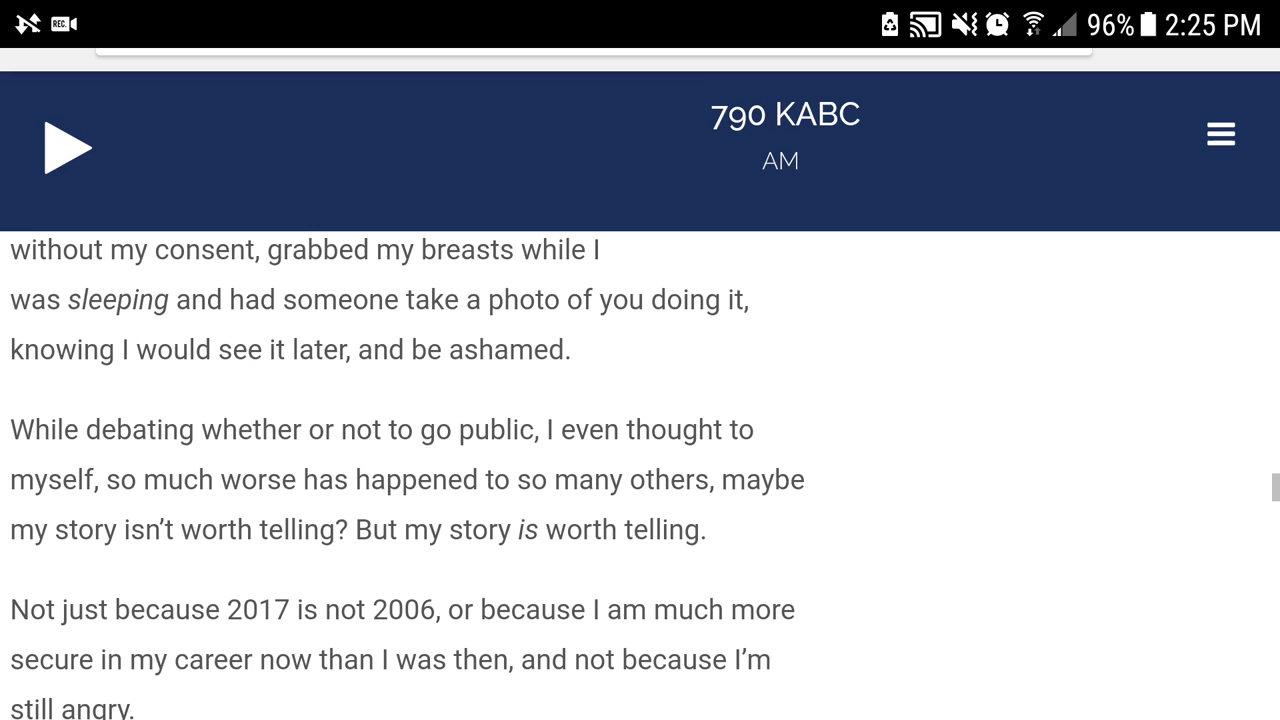 REC. 96% 2:25 PM
790 KABC
AM
without my consent, grabbed my breasts while I
was sleeping and had someone take a photo of you doing it,
knowing I would see it later, and be ashamed.
While debating whether or not to go public, I even thought to
myself, so much worse has happened to so many others, maybe
my story isn’t worth telling? But my story is worth telling.
Not just because 2017 is not 2006, or because I am much more
secure in my career now than I was then, and not because I’m
still angry.